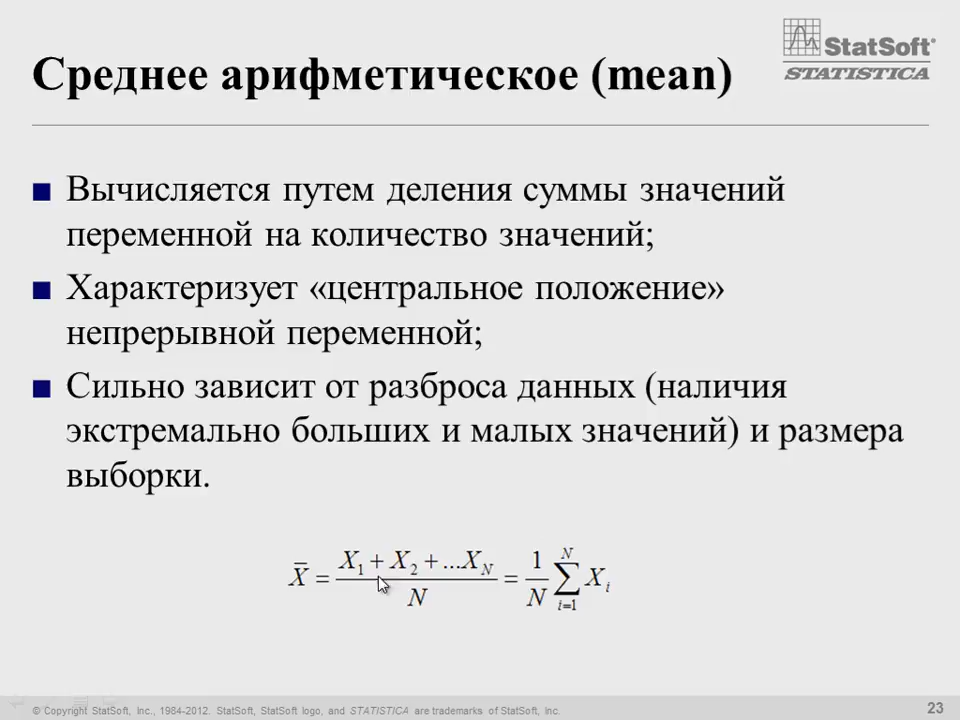 StatSoft®
STATISTICA
Среднее арифметическое (mean)
■ Вычисляется путем деления суммы значений
переменной на количество значений;
■ Характеризует «центральное положение»
непрерывной переменной;
■ Сильно зависит от разброса данных (наличия
экстремально больших и малых значений) и размера
выборки.
X̄ = (X₁ + X₂ + ...X_N) / N = 1/N ∑_{i=1}^{N} X_i
© Copyright StatSoft, Inc., 1984-2012. StatSoft, StatSoft logo, and STATISTICA are trademarks of StatSoft, Inc.
23